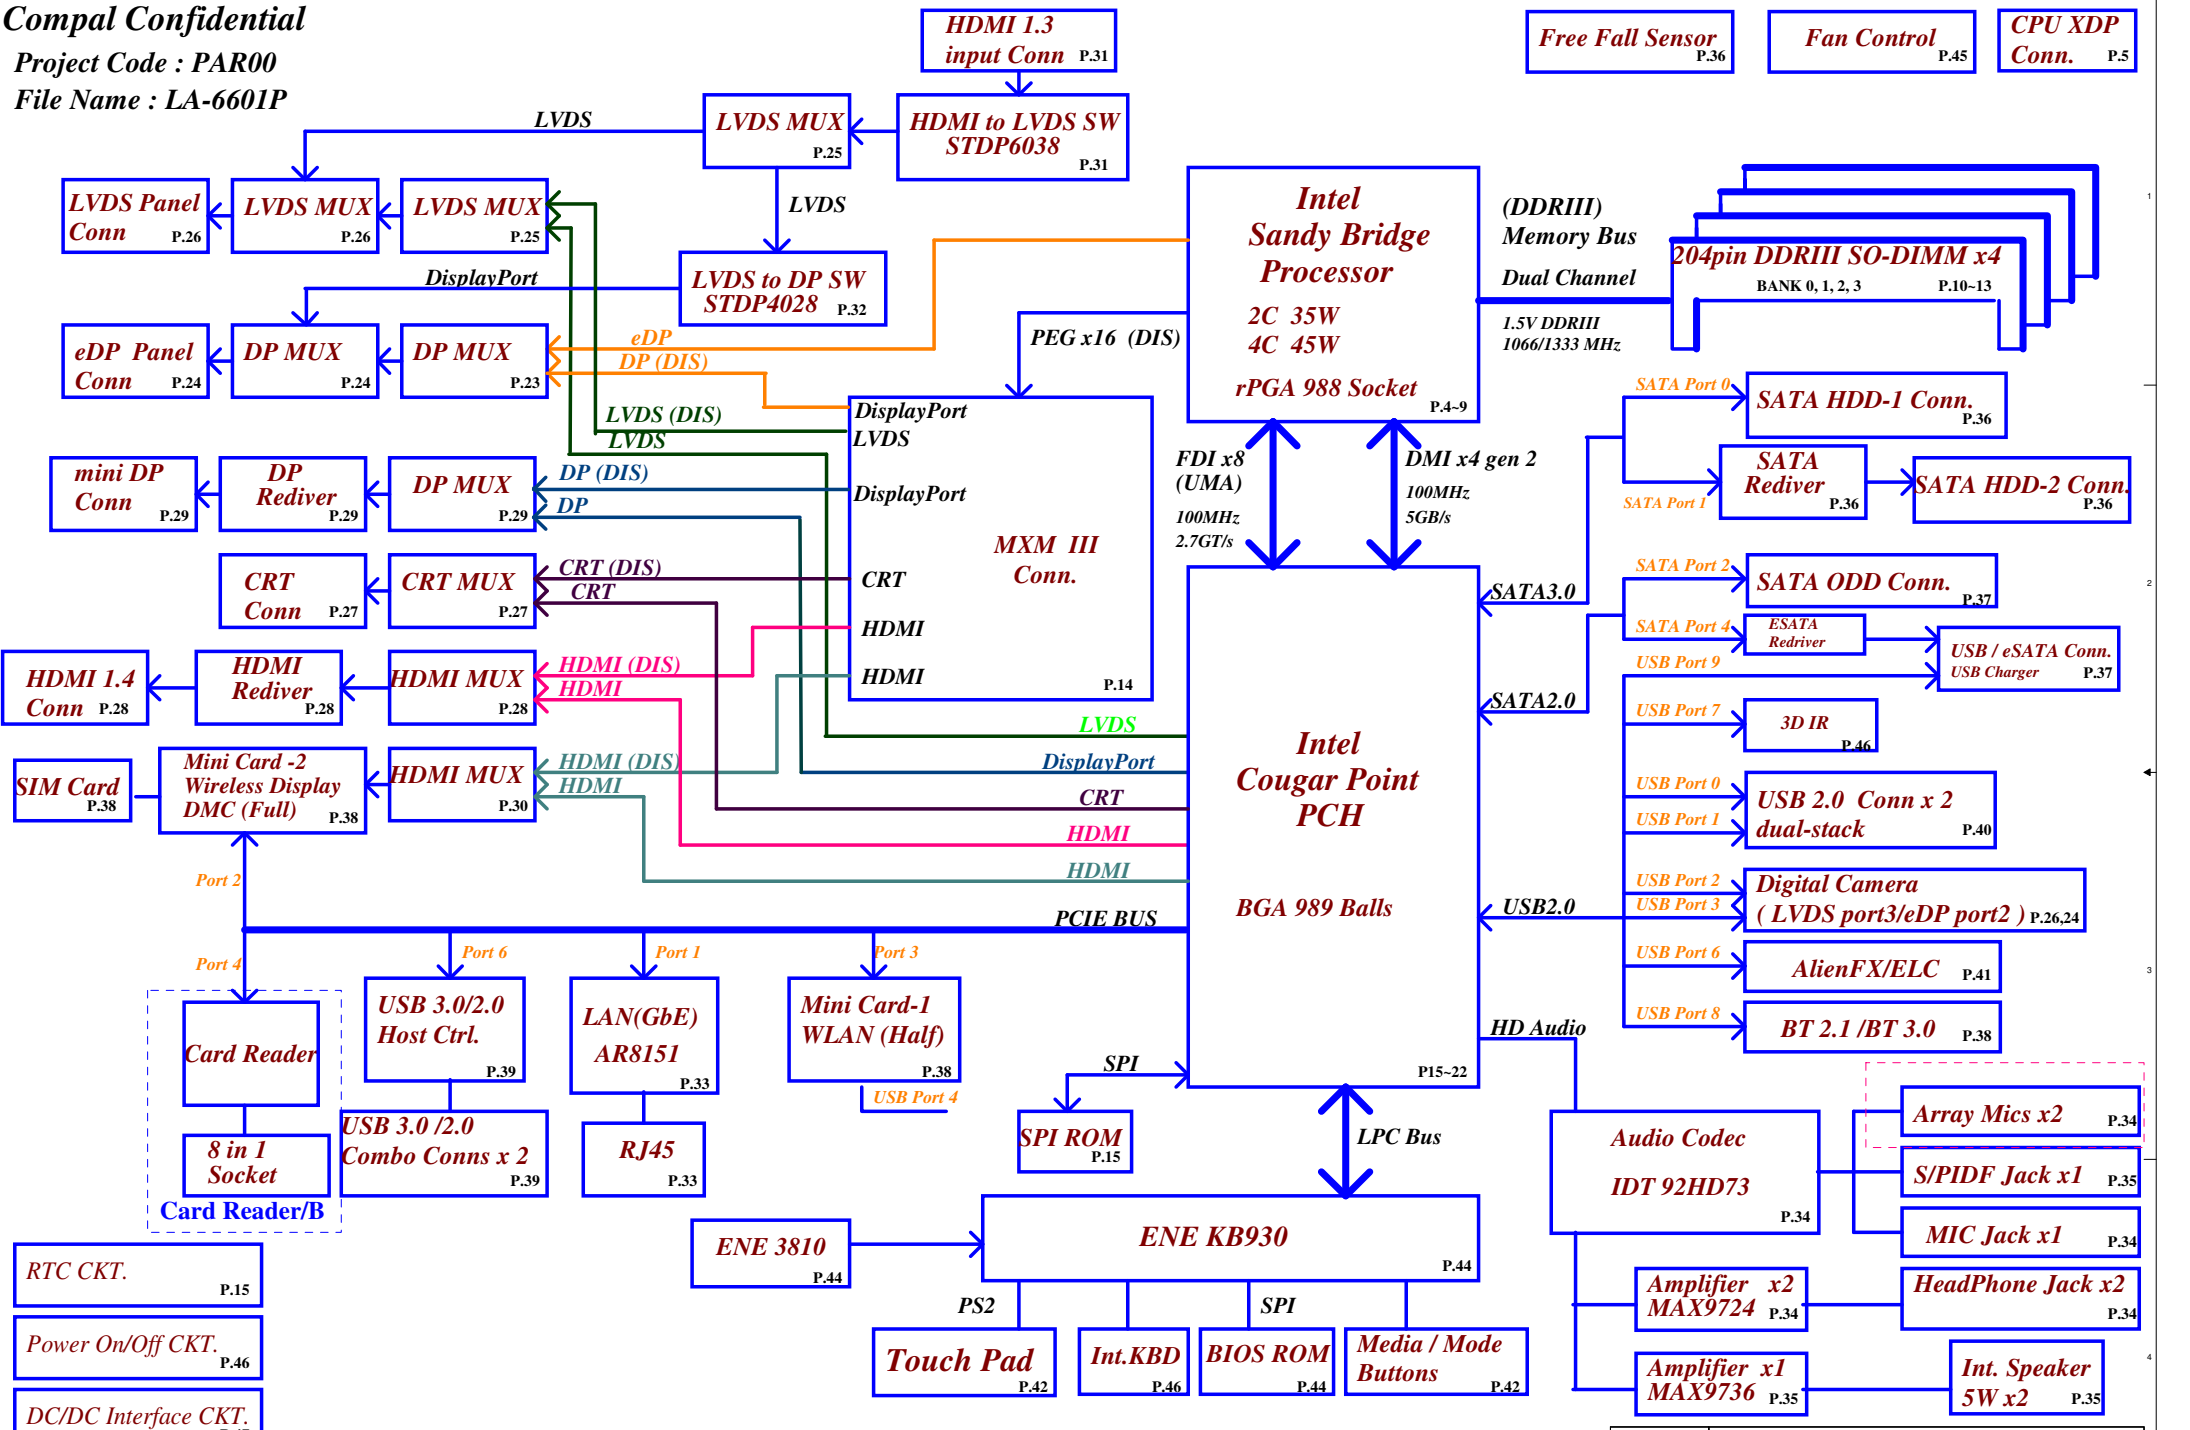 Compal Confidential
Project Code : PAR00
File Name : LA-6601P
HDMI 1.3
input Conn P.31
Free Fall Sensor
P.36
Fan Control
P.45
CPU XDP
Conn. P.5
LVDS
LVDS MUX
P.25
HDMI to LVDS SW
STDP6038
P.31
LVDS Panel
Conn P.26
LVDS MUX
P.26
LVDS MUX
P.25
LVDS
DisplayPort
LVDS to DP SW
STDP4028 P.32
eDP Panel
Conn P.24
DP MUX
P.24
DP MUX
P.23
eDP
DP (DIS)
LVDS (DIS)
LVDS
PEG x16 (DIS)
Intel
Sandy Bridge
Processor
2C 35W
4C 45W
rPGA 988 Socket
P.4~9
(DDRIII)
Memory Bus
Dual Channel
1.5V DDRIII
1066/1333 MHz
204pin DDRIII SO-DIMM x4
BANK 0, 1, 2, 3 P.10~13
1
DisplayPort
LVDS
DisplayPort
MXM III
Conn.
CRT
HDMI
HDMI
P.14
FDI x8
(UMA)
100MHz
2.7GT/s
DMI x4 gen 2
100MHz
5GB/s
SATA Port 0
SATA HDD-1 Conn.
P.36
SATA Port 1
SATA
Rediver
P.36
SATA HDD-2 Conn.
P.36
mini DP
Conn
P.29
DP
Rediver
P.29
DP MUX
P.29
DP (DIS)
DP
CRT
Conn P.27
CRT MUX
P.27
CRT (DIS)
CRT
HDMI 1.4
Conn P.28
HDMI
Rediver
P.28
HDMI MUX
P.28
HDMI (DIS)
HDMI
SIM Card
P.38
Mini Card -2
Wireless Display
DMC (Full)
P.38
HDMI MUX
P.30
HDMI (DIS)
HDMI
LVDS
DisplayPort
CRT
HDMI
HDMI
PCIE BUS
Intel
Cougar Point
PCH
BGA 989 Balls
P15~22
SATA3.0
SATA2.0
USB2.0
HD Audio
SATA Port 2
SATA ODD Conn.
P.37
2
SATA Port 4
ESATA
Redriver
USB Port 9
USB / eSATA Conn.
USB Charger P.37
USB Port 7
3D IR
P.46
USB Port 0
USB Port 1
USB 2.0 Conn x 2
dual-stack P.40
USB Port 2
USB Port 3
Digital Camera
( LVDS port3/eDP port2 ) P.26,24
USB Port 6
AlienFX/ELC P.41
3
USB Port 8
BT 2.1 /BT 3.0 P.38
Port 2
Port 4
Port 6
Port 1
Port 3
Card Reader
8 in 1
Socket
Card Reader/B
USB 3.0/2.0
Host Ctrl.
P.39
USB 3.0 /2.0
Combo Conns x 2
P.39
LAN(GbE)
AR8151
P.33
RJ45
P.33
Mini Card-1
WLAN (Half)
P.38
USB Port 4
SPI
SPI ROM
P.15
LPC Bus
Audio Codec
IDT 92HD73
P.34
Array Mics x2
P.34
S/PIDF Jack x1
P.35
MIC Jack x1
P.34
ENE 3810
P.44
ENE KB930
P.44
Amplifier x2
MAX9724 P.34
HeadPhone Jack x2
P.34
Amplifier x1
MAX9736 P.35
Int. Speaker
5W x2 P.35
4
RTC CKT.
P.15
Power On/Off CKT.
P.46
DC/DC Interface CKT.
PS2
SPI
Touch Pad
P.42
Int.KBD
P.46
BIOS ROM
P.44
Media / Mode
Buttons
P.42